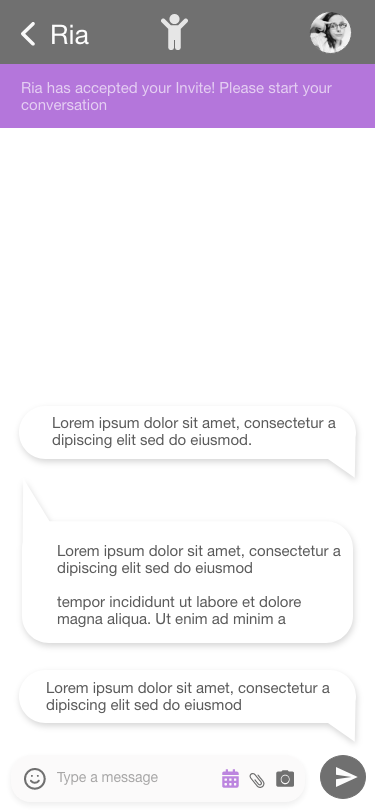 Ria
Ria has accepted your Invite! Please start your
conversation
Lorem ipsum dolor sit amet, consectetur a
dipiscing elit sed do eiusmod.
Lorem ipsum dolor sit amet, consectetur a
dipiscing elit sed do eiusmod
tempor incididunt ut labore et dolore
magna aliqua. Ut enim ad minim a
Lorem ipsum dolor sit amet, consectetur a
dipiscing elit sed do eiusmod
Type a message